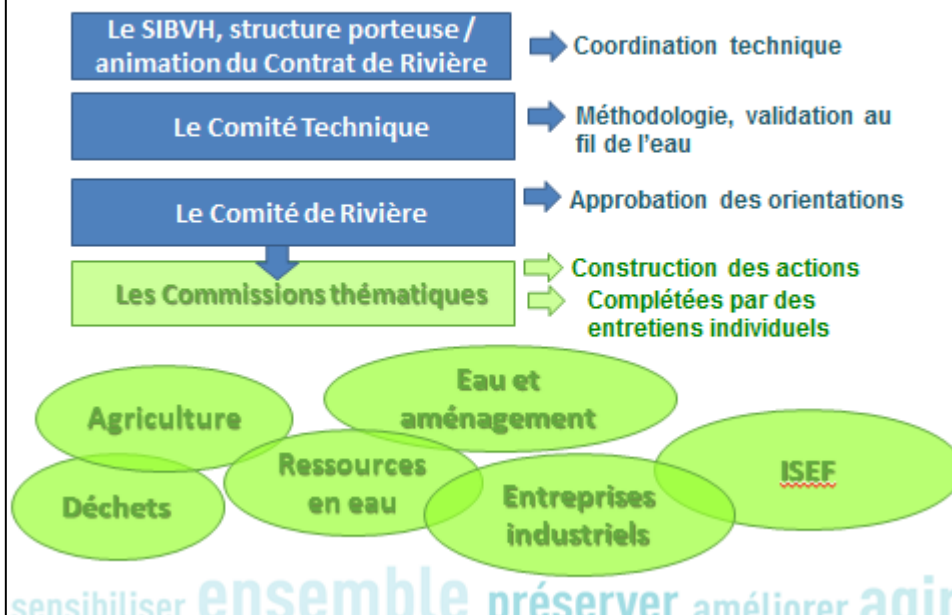 Le SIBVH, structure porteuse /
animation du Contrat de Rivière
Coordination technique
Le Comité Technique
Méthodologie, validation au
fil de l'eau
Le Comité de Rivière
Approbation des orientations
Les Commissions thématiques
Construction des actions
Complétées par des
entretiens individuels
Eau et
aménagement
Agriculture
Ressources
en eau
ISEF
Déchets
Entreprises
industriels
sensibiliser ensemble préserver améliorer agir